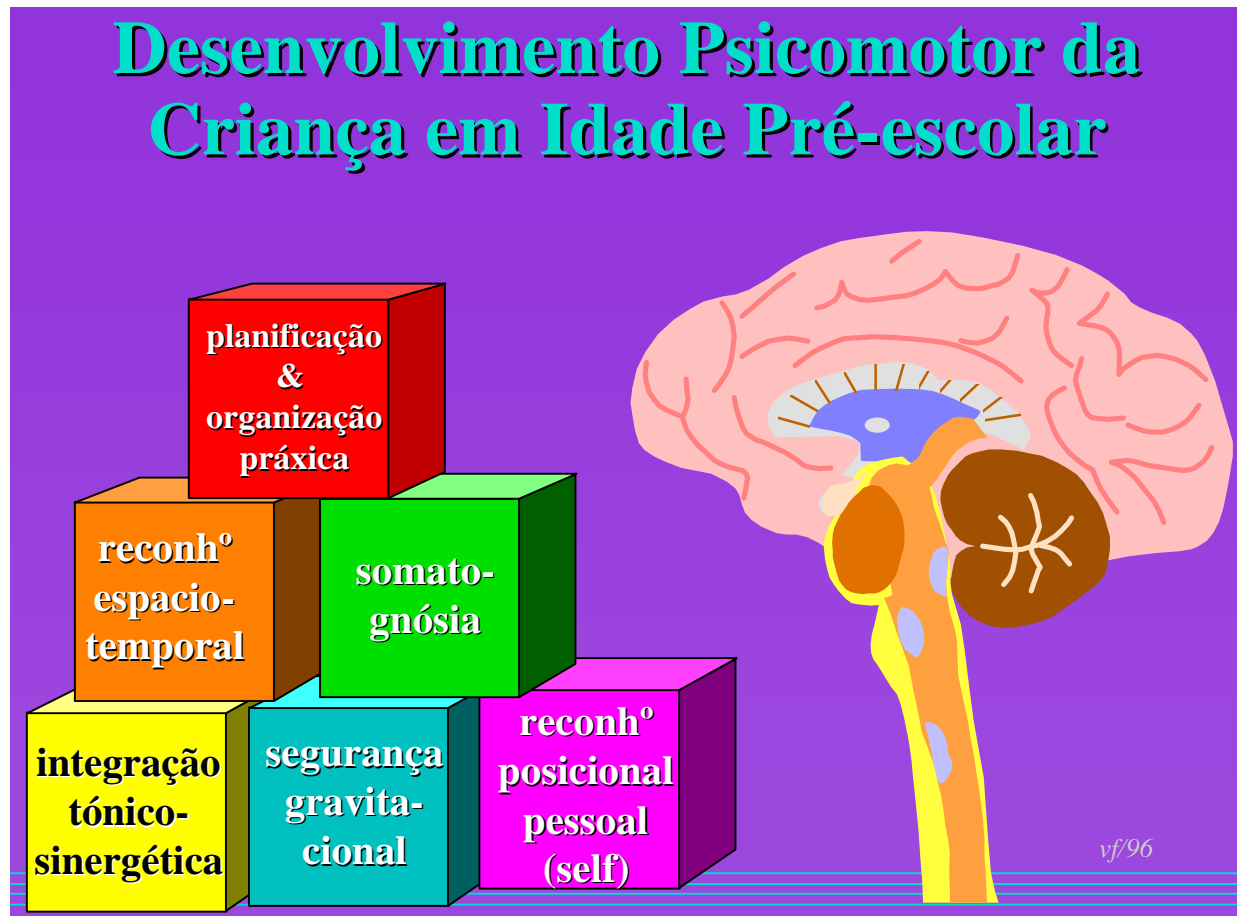 Desenvolvimento Psicomotor da
Criança em Idade Pré-escolar
planificação
&
organização
práxica
reconhº
espacio-
temporal
somato-
gnósia
integração
tónico-
sinergética
segurança
gravita-
cional
reconhº
posicional
pessoal
(self)
vf/96